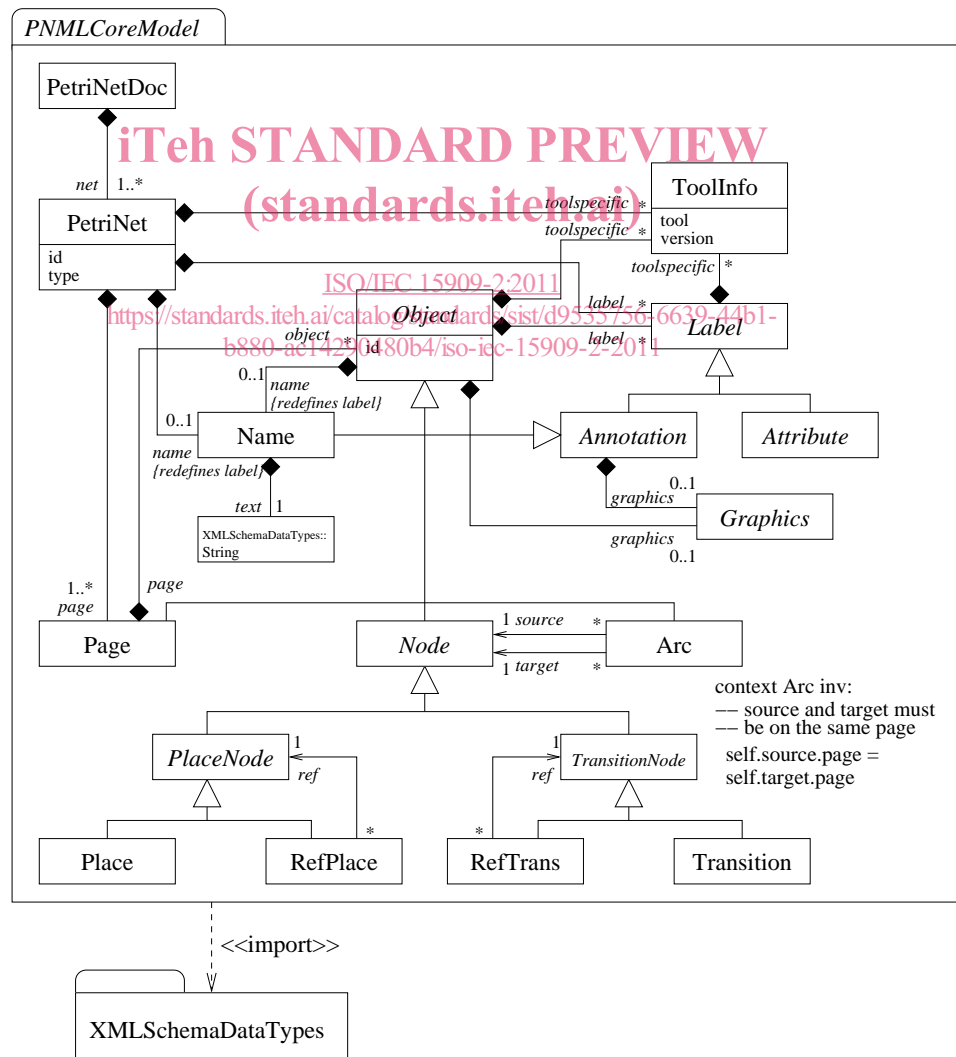 PNMLCoreModel
PetriNetDoc
iTeh STANDARD PREVIEW
(standards.iteh.ai)
net
1..*
PetriNet
id
type
ToolInfo
tool
version
toolspecific *
toolspecific *
toolspecific *
ISO/IEC 15909-2:2011
https://standards.iteh.ai/catalog/standards/sist/d9535756-6639-44b1-
b880-ac14290480b4/iso-iec-15909-2-2011
Object
id
label *
label *
Label
object *
0..1
name
{redefines label}
0..1
Name
name
{redefines label}
Annotation
Attribute
text 1
XMLSchemaDataTypes::
String
0..1
graphics
Graphics
graphics
0..1
1..*
page
page
Page
Node
1 source *
1 target *
Arc
context Arc inv:
−− source and target must
−− be on the same page
self.source.page =
self.target.page
PlaceNode
1
ref
*
TransitionNode
1
ref
*
Place
RefPlace
RefTrans
Transition
<<import>>
XMLSchemaDataTypes